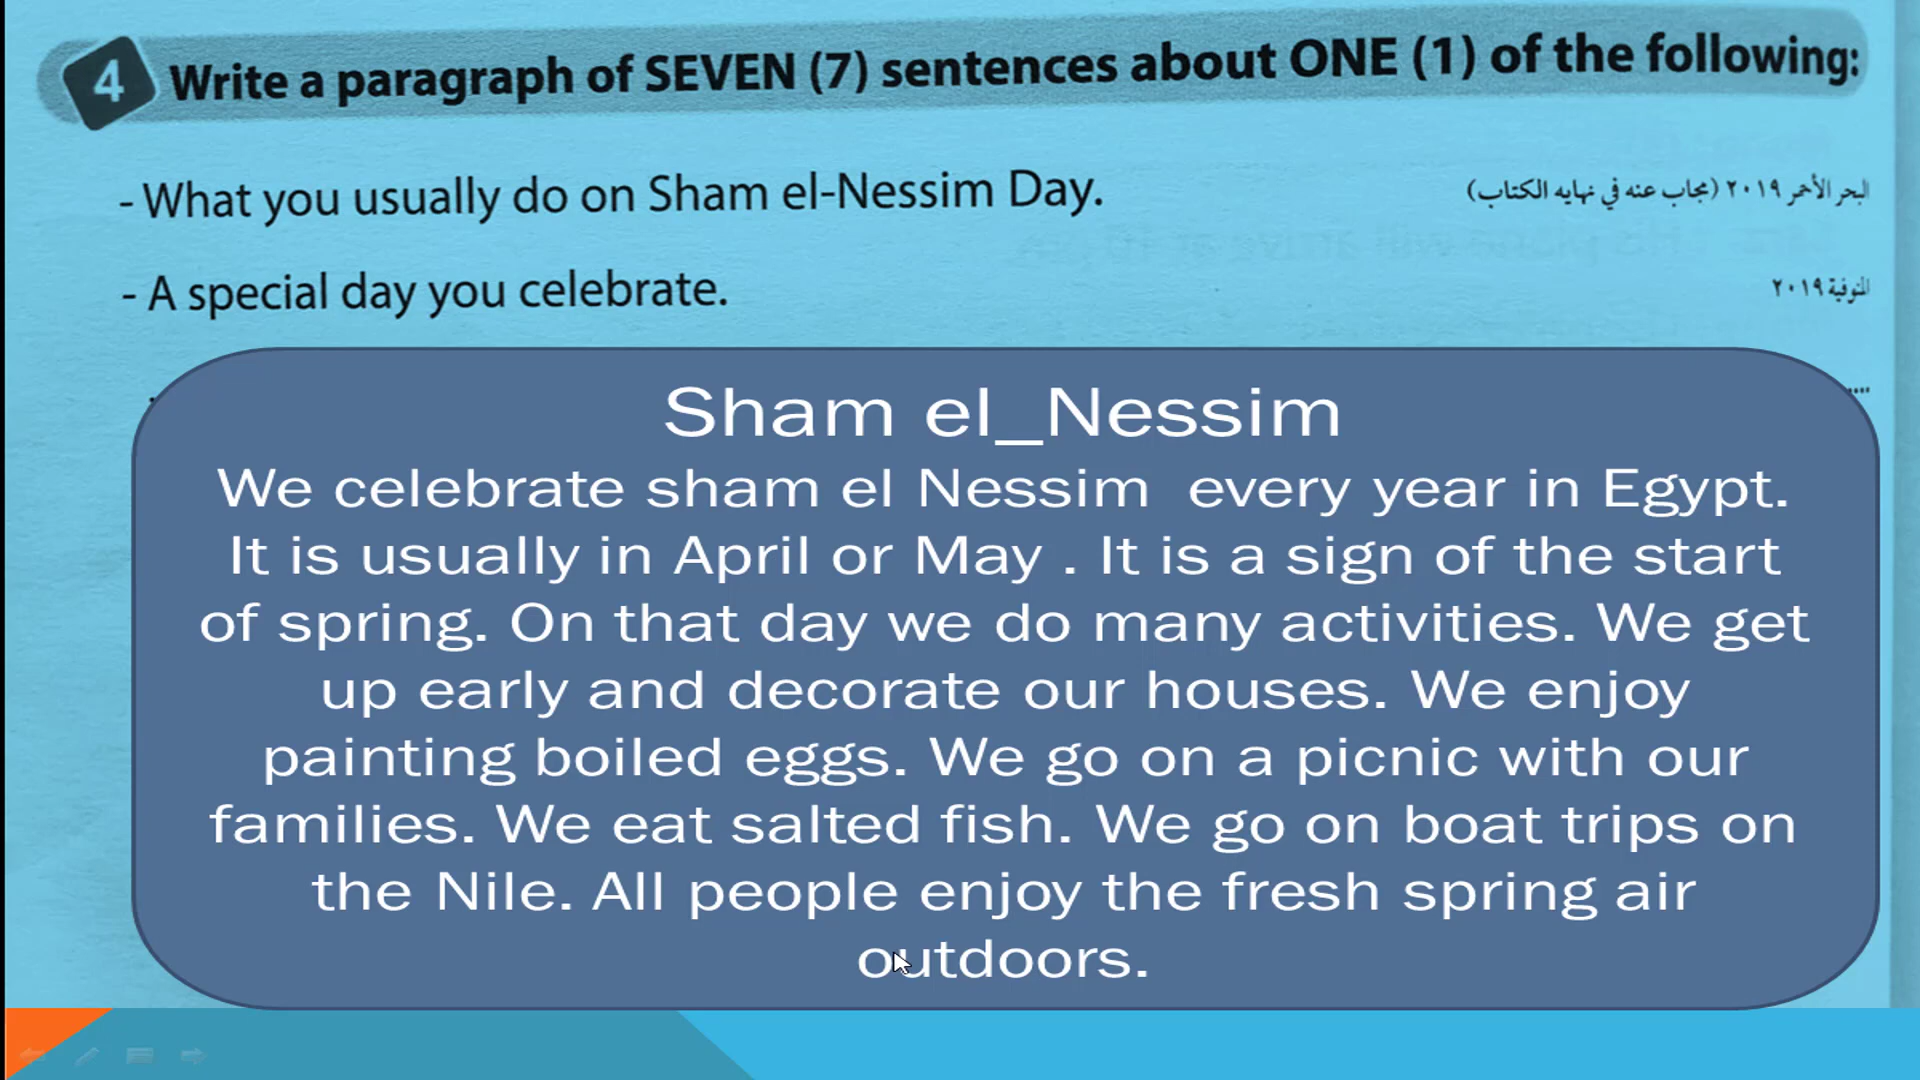 4 Write a paragraph of SEVEN (7) sentences about ONE (1) of the following:
- What you usually do on Sham el-Nessim Day.
البحر الأحمر ٢٠١٩ (مجاب عنه في نهايه الكتاب)
- A special day you celebrate.
المنوفية ٢٠١٩
Sham el_Nessim
We celebrate sham el Nessim every year in Egypt.
It is usually in April or May . It is a sign of the start
of spring. On that day we do many activities. We get
up early and decorate our houses. We enjoy
painting boiled eggs. We go on a picnic with our
families. We eat salted fish. We go on boat trips on
the Nile. All people enjoy the fresh spring air
outdoors.